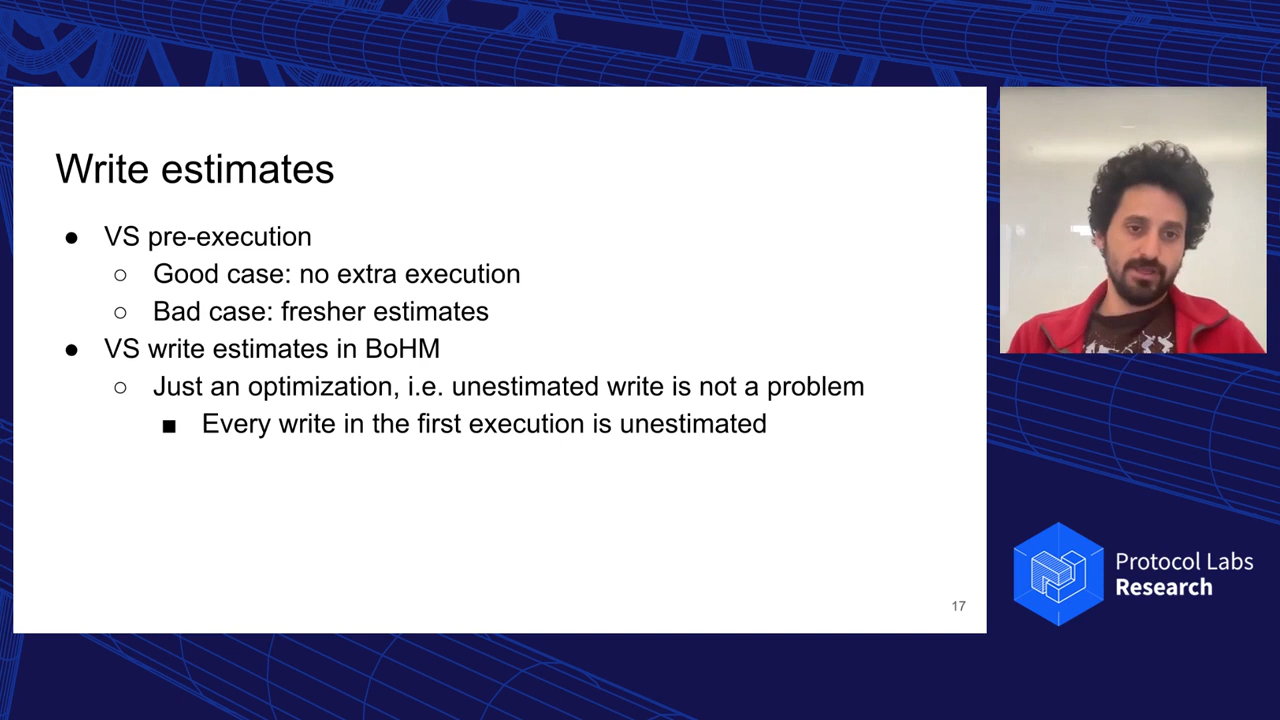 Write estimates
● VS pre-execution
○ Good case: no extra execution
○ Bad case: fresher estimates
● VS write estimates in BoHM
○ Just an optimization, i.e. unestimated write is not a problem
■ Every write in the first execution is unestimated
17
Protocol Labs
Research